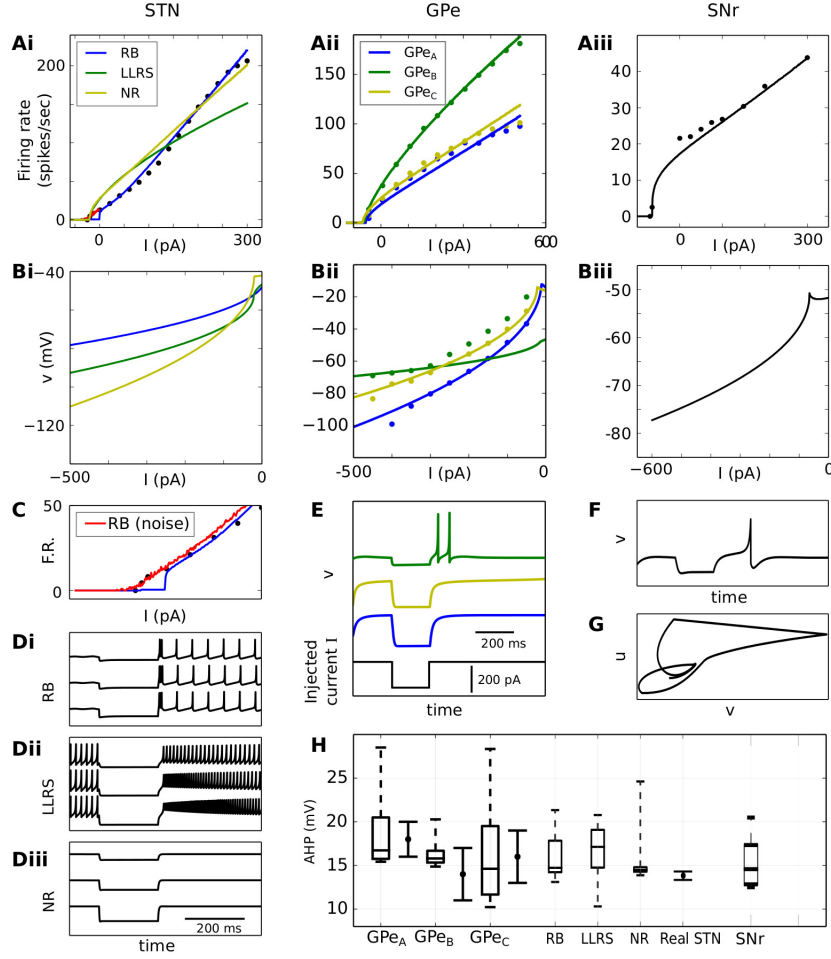 STN
GPe
SNr
Ai
Aii
Aiii
RB
LLRS
NR
GPeA
GPeB
GPeC
Firing rate
(spikes/sec)
200
100
0
0
300
I (pA)
150
100
50
0
0
600
I (pA)
50
40
30
20
10
0
0
300
I (pA)
Bi
Bii
Biii
v (mV)
−40
−120
−500
0
I (pA)
−20
−40
−60
−80
−100
-500
0
I (pA)
-50
-60
-70
-80
−600
0
I (pA)
C
F.R.
50
0
RB (noise)
I (pA)
E
v
Injected
current I
200 ms
200 pA
time
F
v
time
G
u
v
Di
RB
Dii
LLRS
Diii
NR
200 ms
time
H
AHP (mV)
25
20
15
10
GPeA
GPeB
GPeC
RB
LLRS
NR
Real STN
SNr